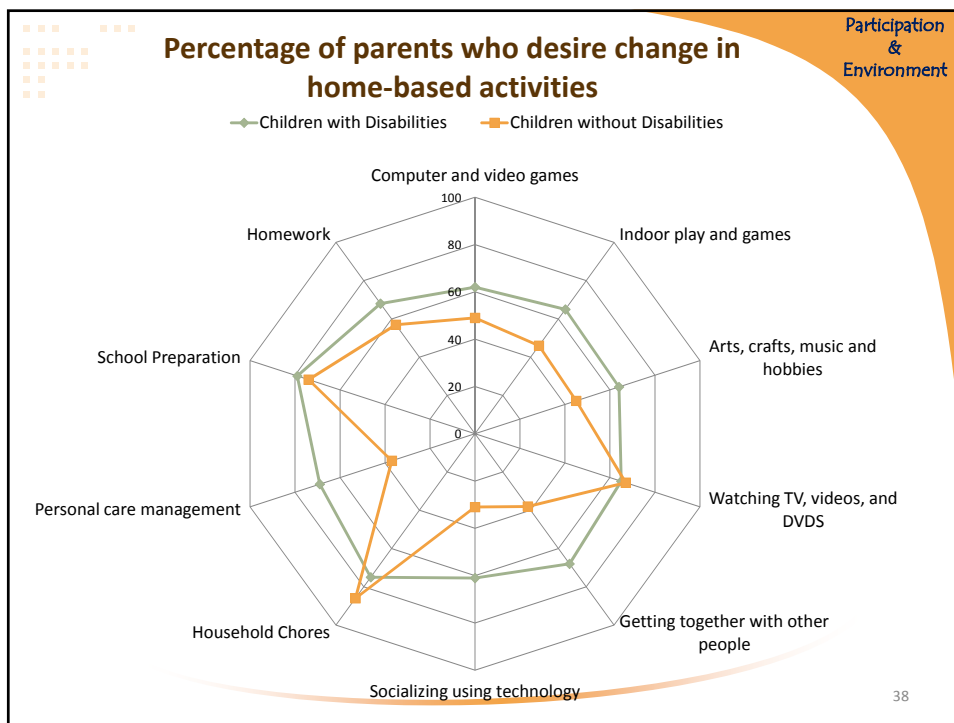 Participation
&
Environment
Percentage of parents who desire change in
home-based activities
Children with Disabilities
Children without Disabilities
Computer and video games
Indoor play and games
Arts, crafts, music and
hobbies
Watching TV, videos, and
DVDS
Getting together with other
people
Socializing using technology
Household Chores
Personal care management
School Preparation
Homework
100
80
60
40
20
0
38